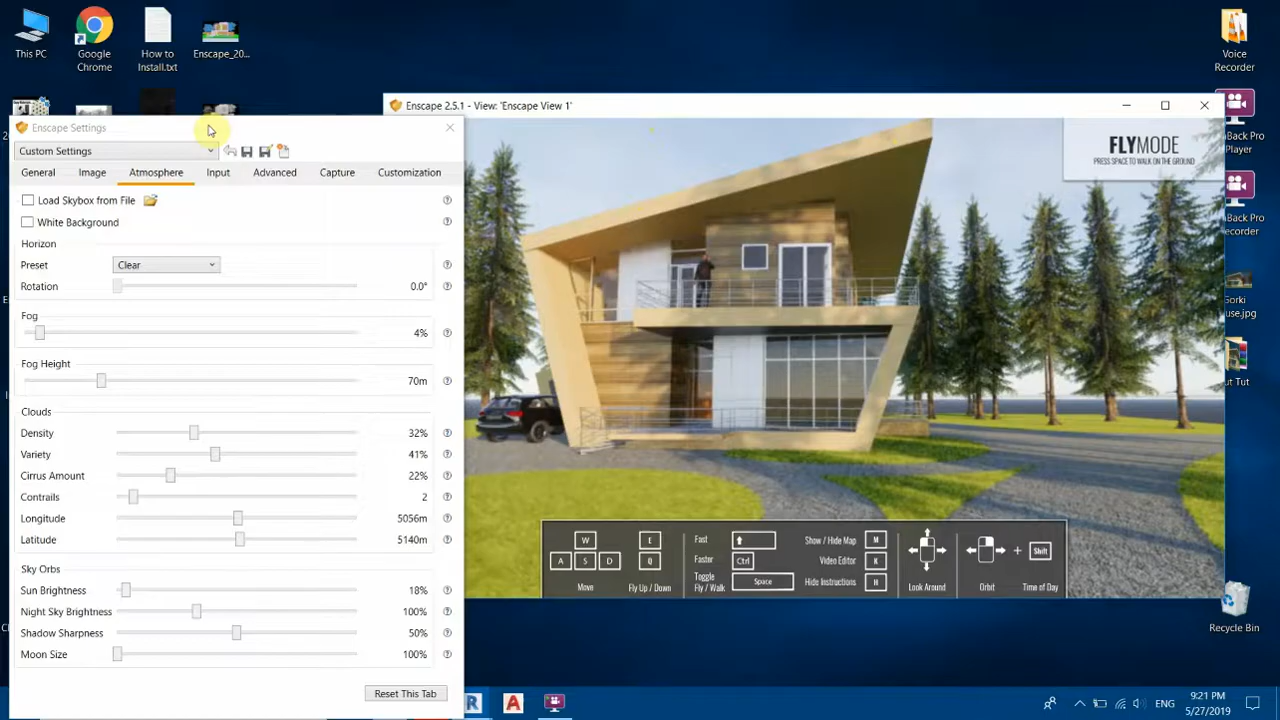 This PC
Google
Chrome
How to
Install.txt
Enscape_20...
Voice
Recorder
Enscape 2.5.1 - View: 'Enscape View 1'
Enscape Settings
Custom Settings
General
Image
Atmosphere
Input
Advanced
Capture
Customization
Load Skybox from File
White Background
Horizon
Preset
Clear
Rotation
0.0°
Fog
4%
Fog Height
70m
Clouds
Density
32%
Variety
41%
Cirrus Amount
22%
Contrails
2
Longitude
5056m
Latitude
5140m
Sky Orbs
Sun Brightness
18%
Night Sky Brightness
100%
Shadow Sharpness
50%
Moon Size
100%
Reset This Tab
FLYMODE
PRESS SPACE TO WALK ON THE GROUND
W
A
S
D
Move
E
Q
Fly Up / Down
Fast
Faster
Ctrl
Toggle
Fly / Walk
Space
Show / Hide Map
M
Video Editor
K
Hide Instructions
H
Look Around
Orbit
+
Shift
Time of Day
Back
Player
Back
Recorder
Gorki
use.jpg
ut Tut
Recycle Bin
ENG
9:21 PM
5/27/2019